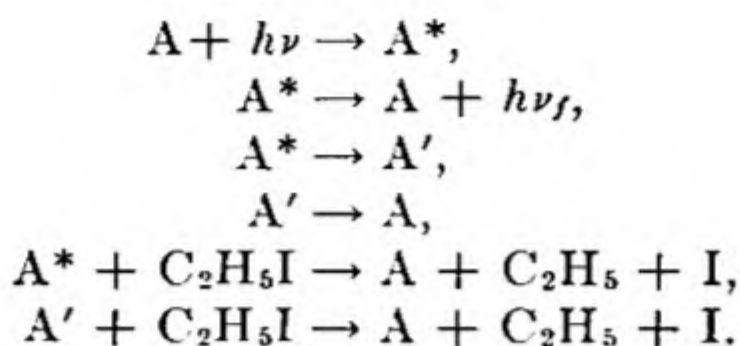 A + hν → A*,
A* → A + hν_f,
A* → A′,
A′ → A,
A* + C₂H₅I → A + C₂H₅ + I,
A′ + C₂H₅I → A + C₂H₅ + I.